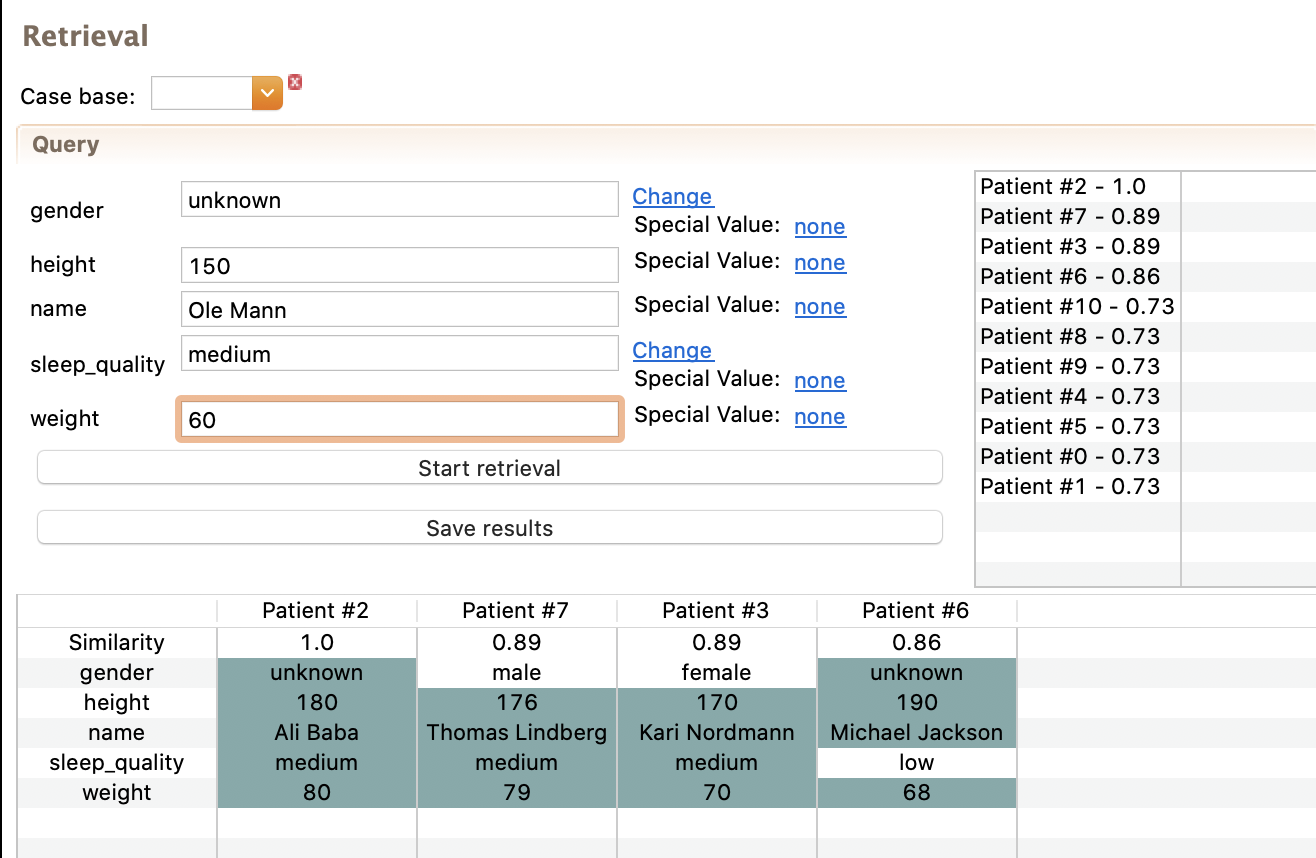 Retrieval
Case base:
Query
gender unknown Change
Special Value: none
height 150 Special Value: none
name Ole Mann Special Value: none
sleep_quality medium Change
Special Value: none
weight 60 Special Value: none
Start retrieval
Save results
Patient #2 - 1.0
Patient #7 - 0.89
Patient #3 - 0.89
Patient #6 - 0.86
Patient #10 - 0.73
Patient #8 - 0.73
Patient #9 - 0.73
Patient #4 - 0.73
Patient #5 - 0.73
Patient #0 - 0.73
Patient #1 - 0.73
Patient #2 Patient #7 Patient #3 Patient #6
Similarity 1.0 0.89 0.89 0.86
gender unknown male female unknown
height 180 176 170 190
name Ali Baba Thomas Lindberg Kari Nordmann Michael Jackson
sleep_quality medium medium medium low
weight 80 79 70 68